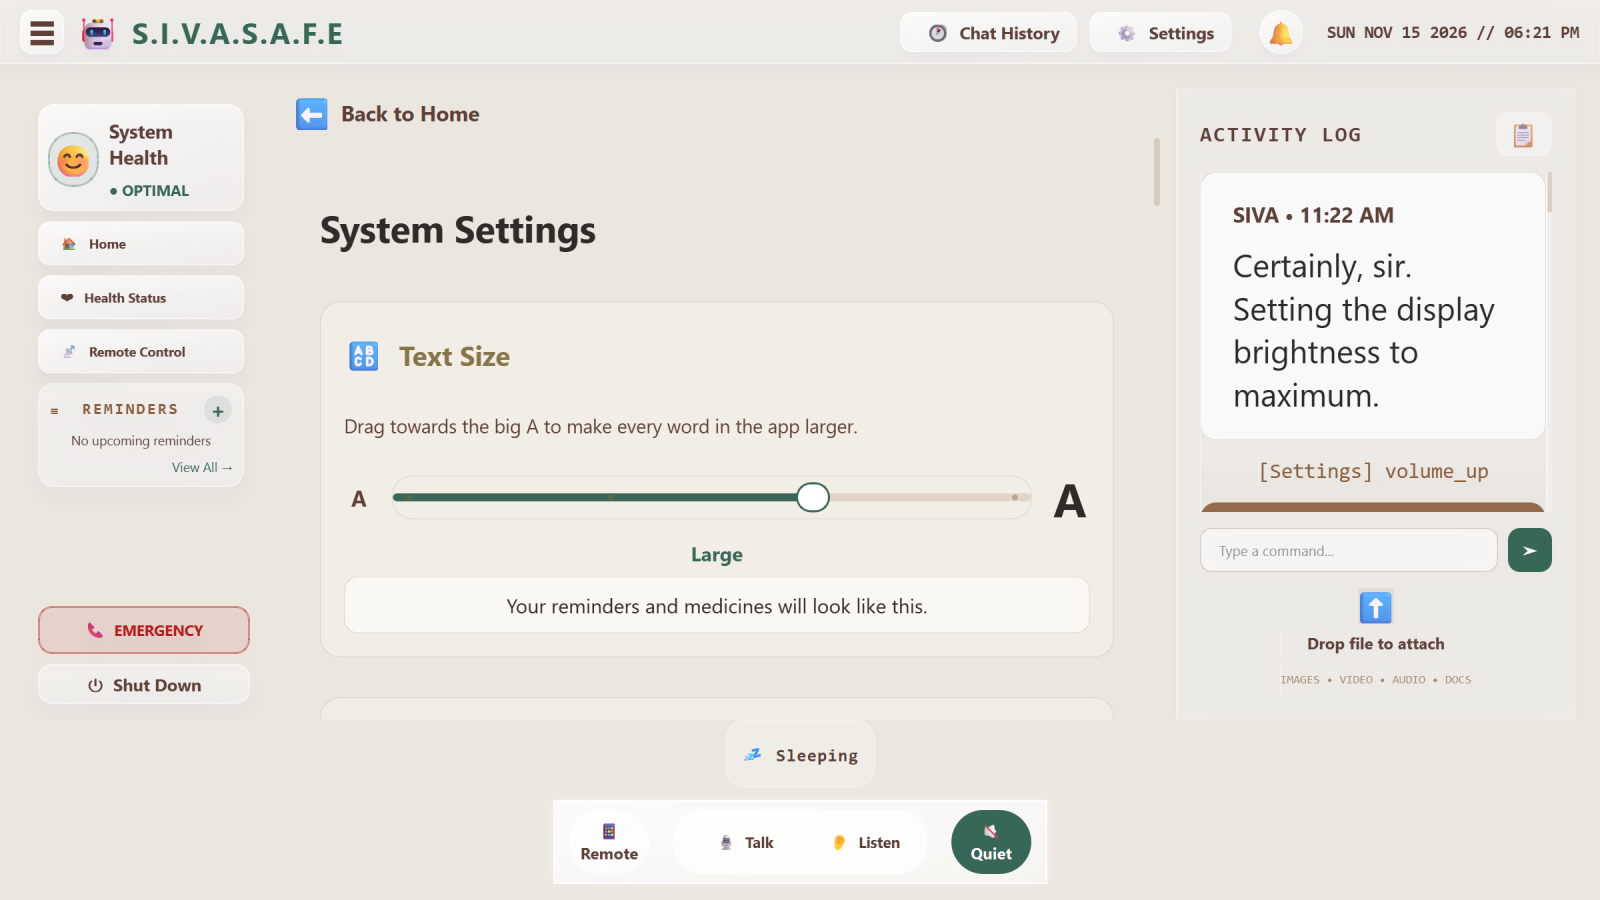 S.I.V.A.S.A.F.E
Chat History
Settings
SUN NOV 15 2026 // 06:21 PM
System
Health
● OPTIMAL
Home
Health Status
Remote Control
≡ REMINDERS +
No upcoming reminders
View All →
EMERGENCY
Shut Down
Back to Home
System Settings
ABCD
Text Size
Drag towards the big A to make every word in the app larger.
A
A
Large
Your reminders and medicines will look like this.
ACTIVITY LOG
SIVA • 11:22 AM
Certainly, sir.
Setting the display
brightness to
maximum.
[Settings] volume_up
Type a command...
Drop file to attach
IMAGES • VIDEO • AUDIO • DOCS
Sleeping
Remote
Talk
Listen
Quiet